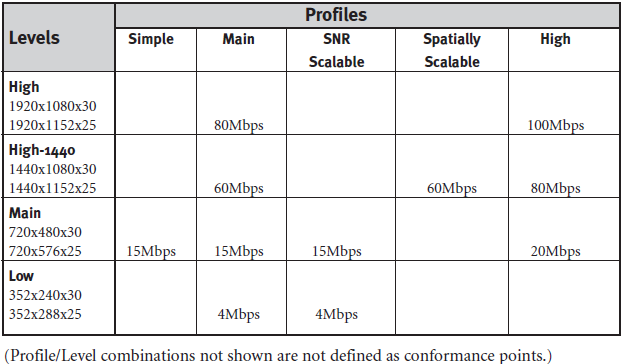 Profiles
Levels Simple Main SNR Scalable Spatially Scalable High
High
1920x1080x30
1920x1152x25 80Mbps 100Mbps
High-1440
1440x1080x30
1440x1152x25 60Mbps 60Mbps 80Mbps
Main
720x480x30
720x576x25 15Mbps 15Mbps 15Mbps 20Mbps
Low
352x240x30
352x288x25 4Mbps 4Mbps
(Profile/Level combinations not shown are not defined as conformance points.)